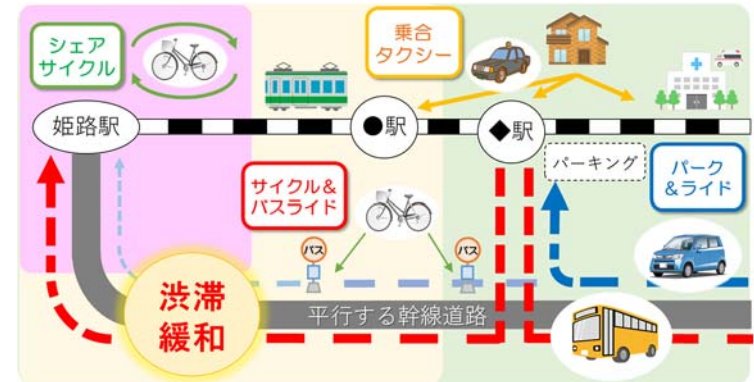 シェア
サイクル
乗合
タクシー
姫路駅
●駅
◆駅
パーキング
パーク
&ライド
サイクル&
バスライド
バス
バス
渋滞
緩和
平行する幹線道路